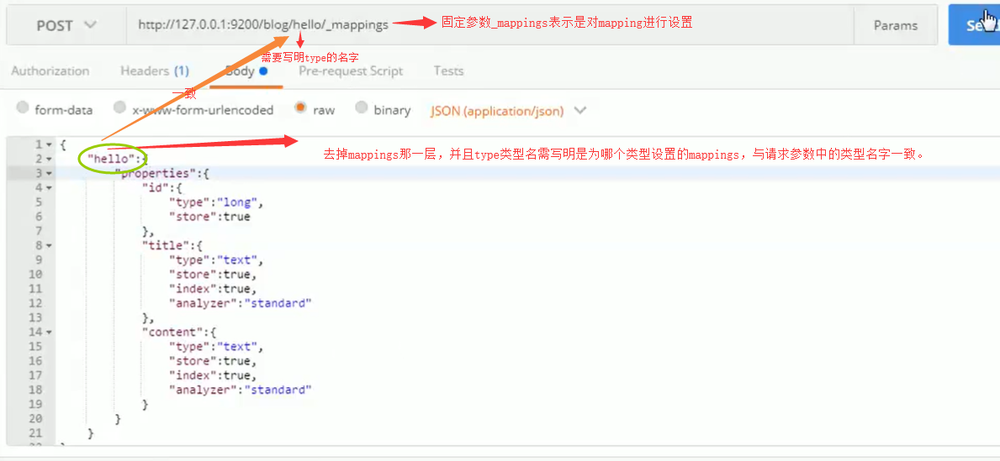 POST http://127.0.0.1:9200/blog/hello/_mappings 固定参数_mappings表示是对mapping进行设置 Params
需要写明type的名字
Authorization Headers (1) Body Pre-request Script Tests
一致
form-data x-www-form-urlencoded raw binary JSON (application/json)
1 {
2 "hello":{
去掉mappings那一层，并且type类型名需写明是为哪个类型设置的mappings，与请求参数中的类型名字一致。
3 "properties":{
4 "id":{
5 "type":"long",
6 "store":true
7 },
8 "title":{
9 "type":"text",
10 "store":true,
11 "index":true,
12 "analyzer":"standard"
13 },
14 "content":{
15 "type":"text",
16 "store":true,
17 "index":true,
18 "analyzer":"standard"
19 }
20 }
21 }